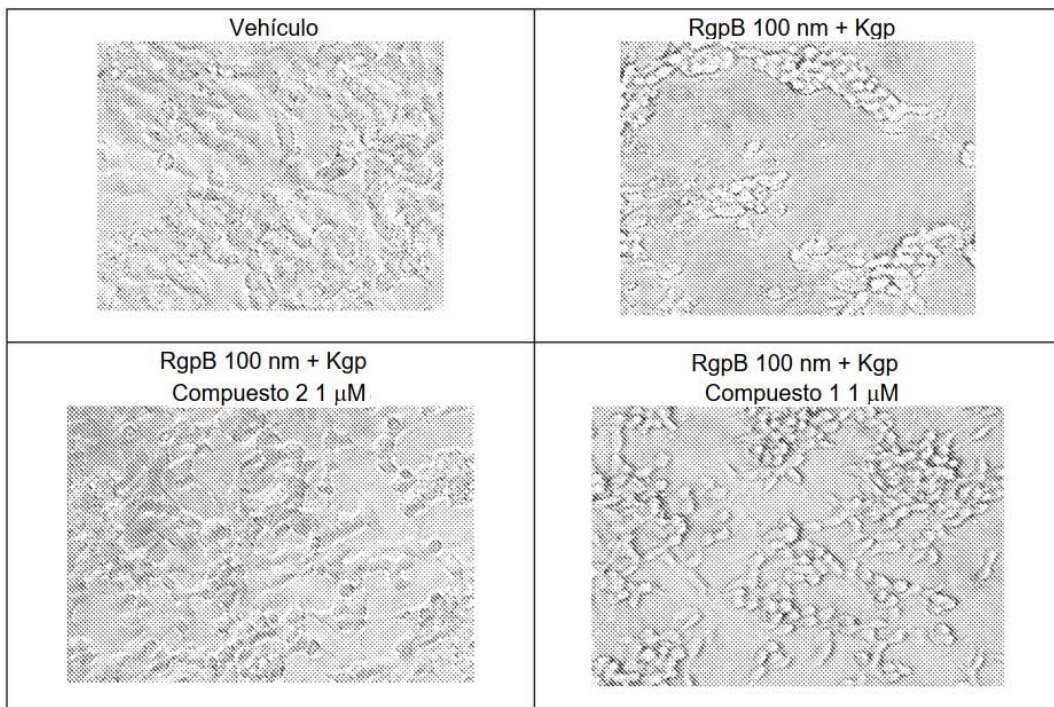 Vehículo
RgpB 100 nm + Kgp
RgpB 100 nm + Kgp
Compuesto 2 1 μM
RgpB 100 nm + Kgp
Compuesto 1 1 μM